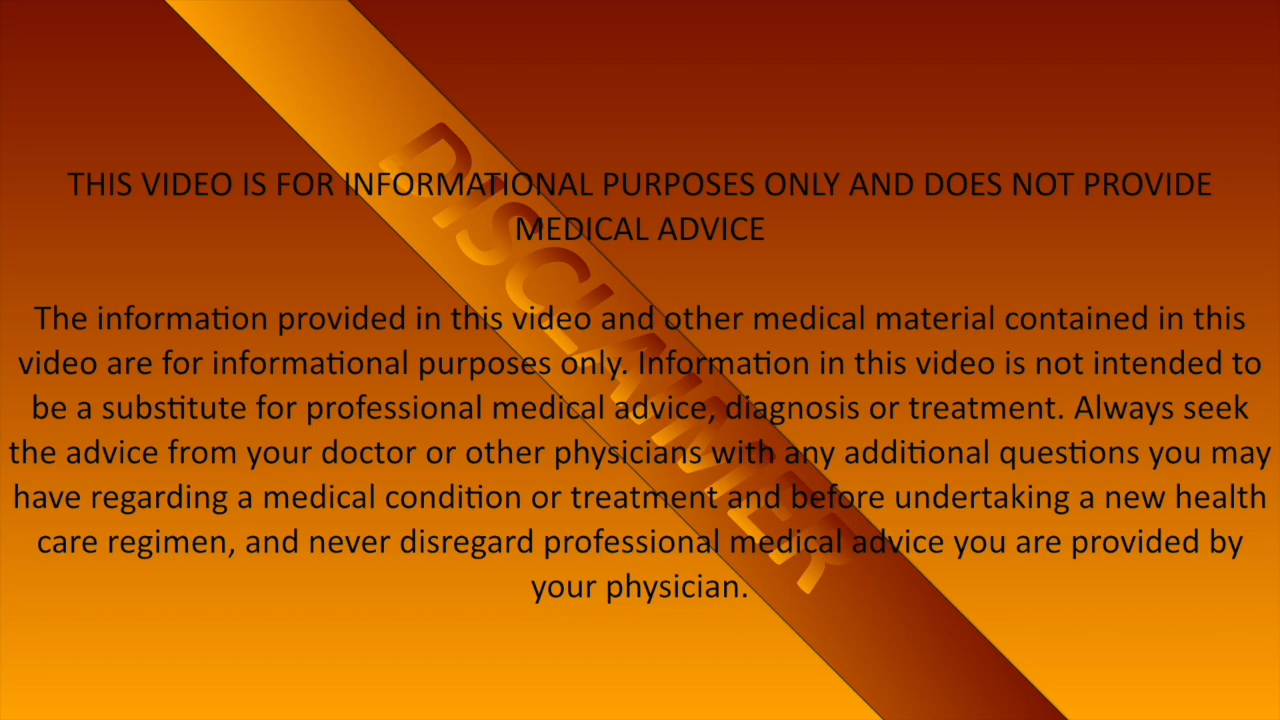 DISCLAIMER
THIS VIDEO IS FOR INFORMATIONAL PURPOSES ONLY AND DOES NOT PROVIDE
MEDICAL ADVICE
The information provided in this video and other medical material contained in this
video are for informational purposes only. Information in this video is not intended to
be a substitute for professional medical advice, diagnosis or treatment. Always seek
the advice from your doctor or other physicians with any additional questions you may
have regarding a medical condition or treatment and before undertaking a new health
care regimen, and never disregard professional medical advice you are provided by
your physician.